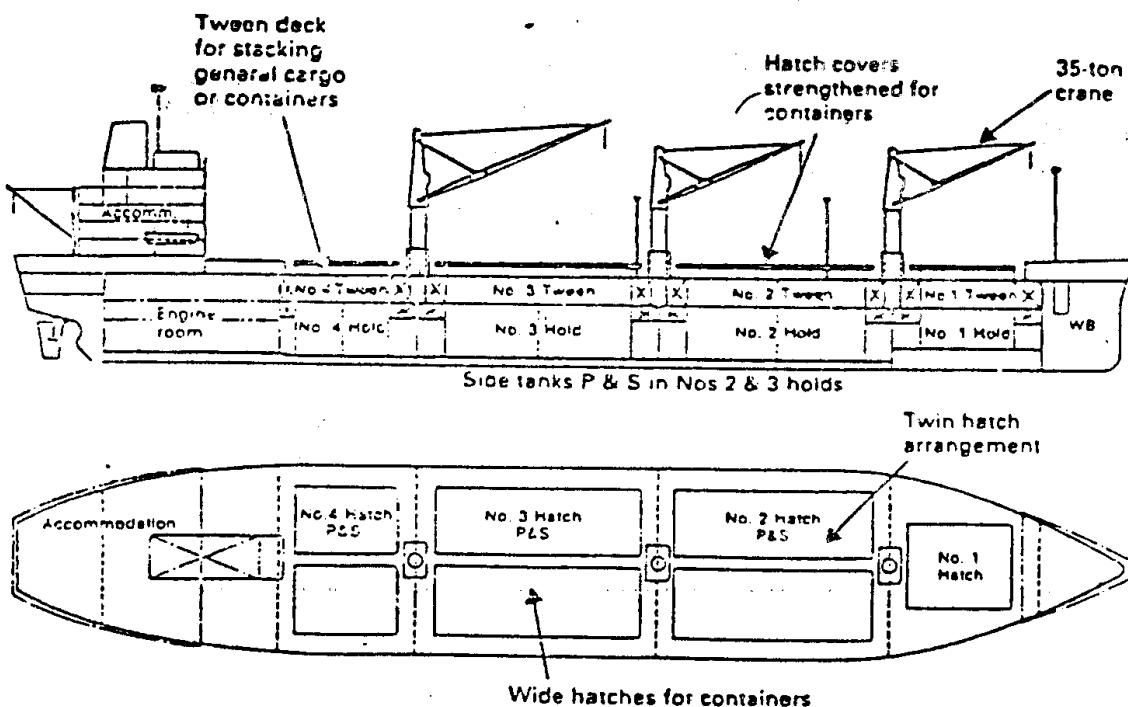 Tween deck
for stacking
general cargo
or containers
Hatch covers
strengthened for
containers
35-ton
crane
Accomm.
No 4 Tween
No. 3 Tween
No. 2 Tween
No 1 Tween
Engine
room
No. 4 Hold
No. 3 Hold
No. 2 Hold
No. 1 Hold
WB
Side tanks P & S in Nos 2 & 3 holds
Twin hatch
arrangement
Accommodation
No. 4 Hatch
P&S
No. 3 Hatch
P&S
No. 2 Hatch
P&S
No. 1
Hatch
Wide hatches for containers